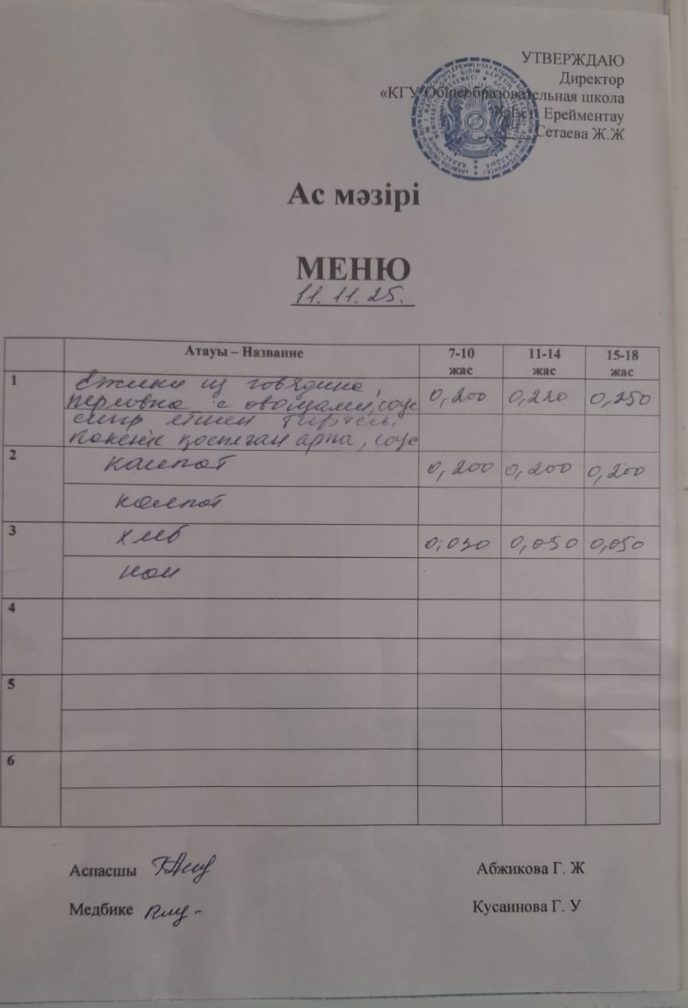 УТВЕРЖДАЮ
Директор
«КГУ Общеобразовательная школа
Ерейментау
Сетаева Ж.Ж
Ас мәзірі
МЕНЮ
11.11.25.
Атауы – Название 7-10 жас 11-14 жас 15-18 жас
1 Ежики из говядина, 0,200 0,220 0,250
перловка с овощами, соус
сиыр етінен тефтели,
көкөніс қосылған арпа, соус
2 компот 0,200 0,200 0,200
компот
3 хлеб 0,030 0,050 0,050
нан
4
5
6
Аспасшы Абжикова Г. Ж
Медбике Кусаинова Г. У